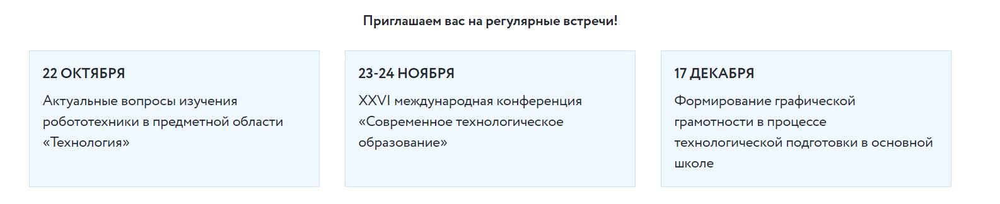 Приглашаем вас на регулярные встречи!
22 ОКТЯБРЯ
Актуальные вопросы изучения
робототехники в предметной области
«Технология»
23-24 НОЯБРЯ
XXVI международная конференция
«Современное технологическое
образование»
17 ДЕКАБРЯ
Формирование графической
грамотности в процессе
технологической подготовки в основной
школе